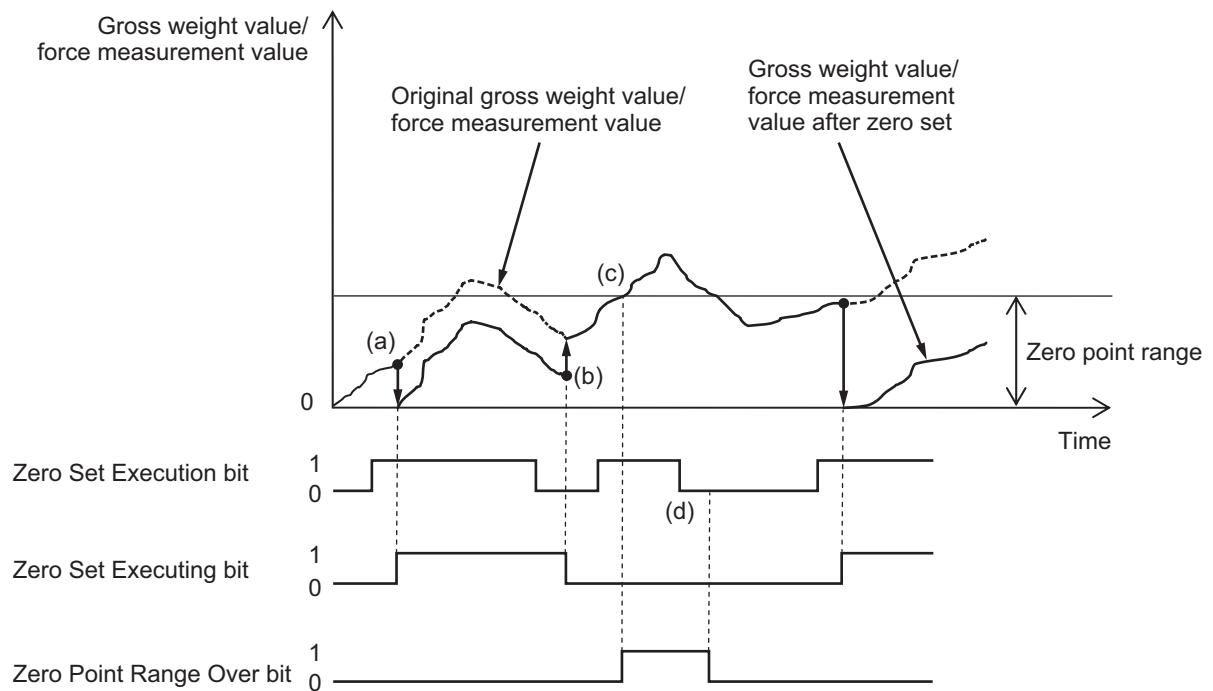 Gross weight value/
force measurement value
Original gross weight value/
force measurement value
Gross weight value/
force measurement
value after zero set
(c)
(a)
(b)
Zero point range
0
Time
Zero Set Execution bit
1
0
(d)
Zero Set Executing bit
1
0
Zero Point Range Over bit
1
0